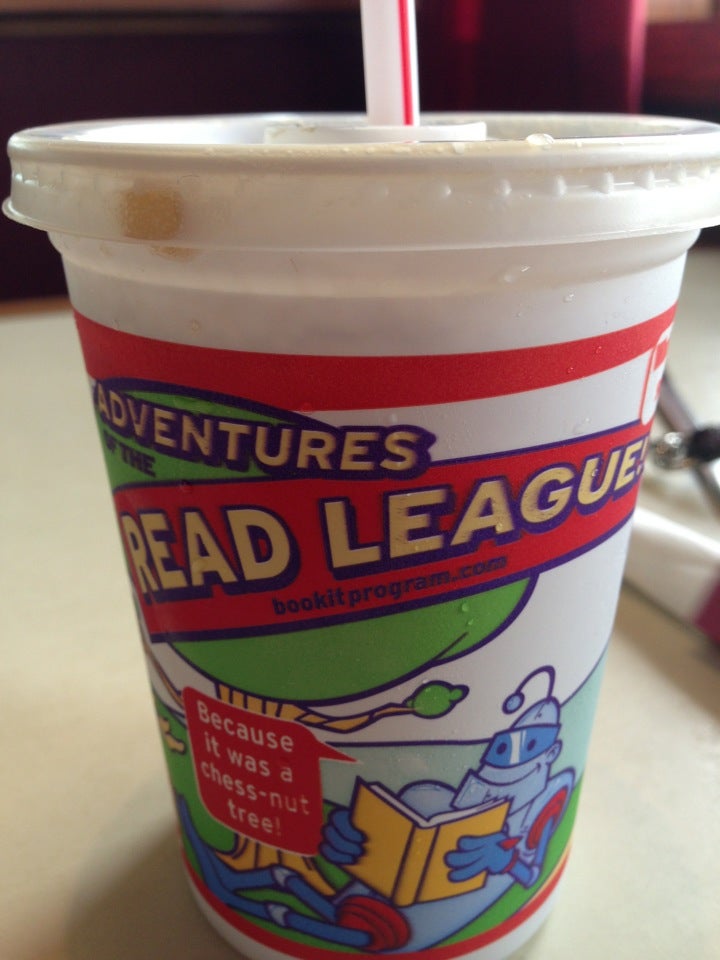 ADVENTURES
OF THE
READ LEAGUE!
bookitprogram.com
Because
it was a
chess-nut
tree!